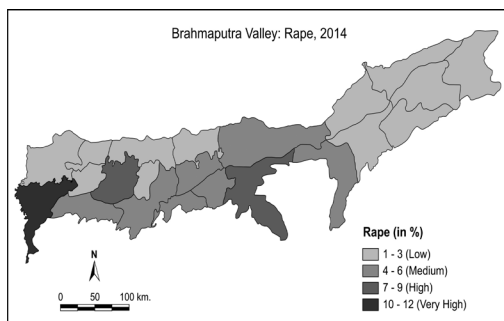 Brahmaputra Valley: Rape, 2014
N
0 50 100 km.
Rape (in %)
1 - 3 (Low)
4 - 6 (Medium)
7 - 9 (High)
10 - 12 (Very High)